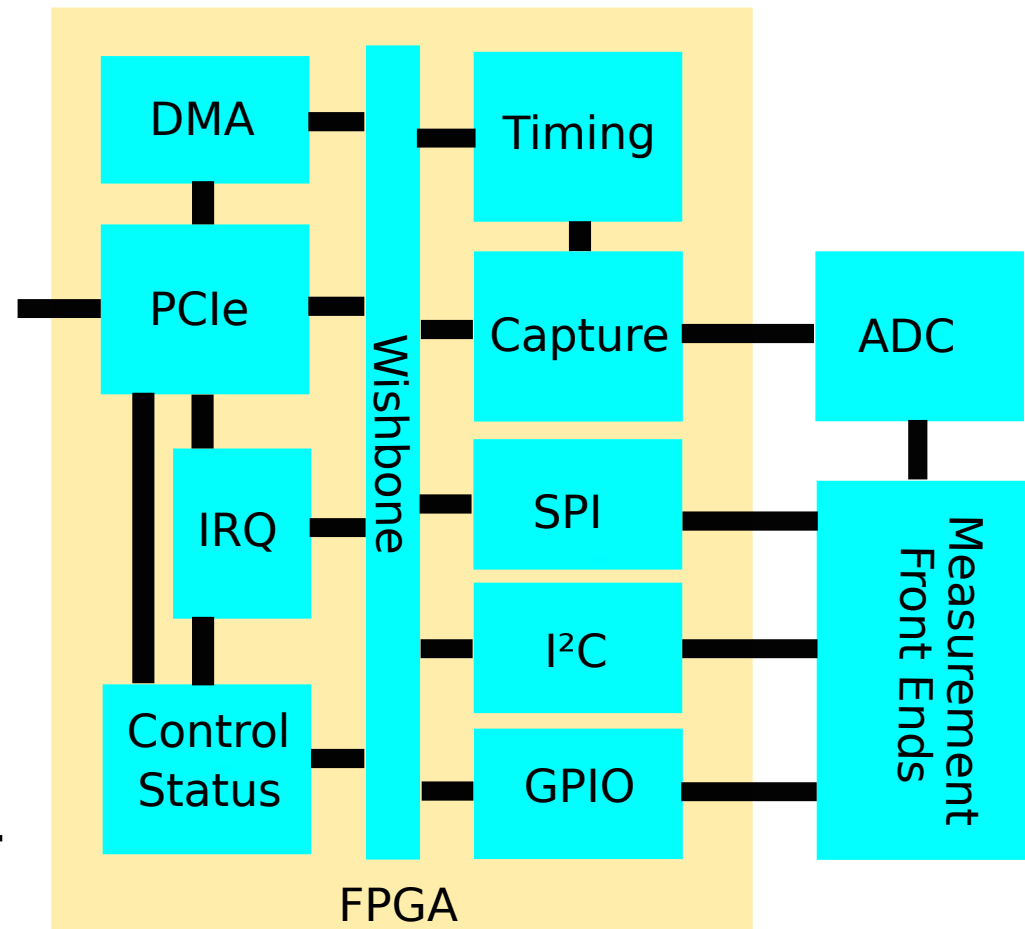 DMA
Timing
PCIe
Capture
ADC
Wishbone
IRQ
SPI
Measurement
Front Ends
I²C
Control
Status
GPIO
FPGA